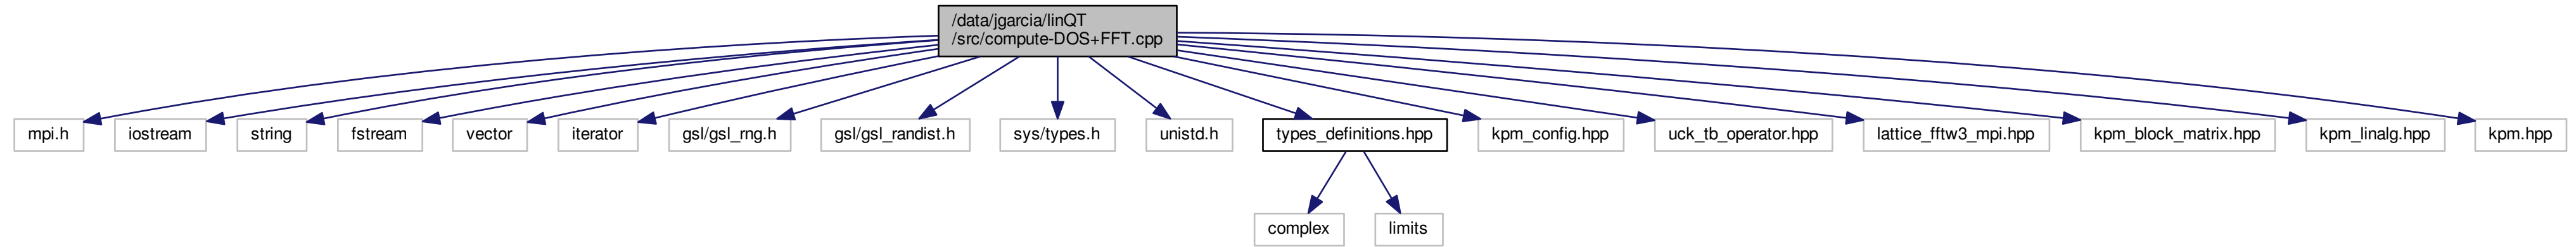 /data/jgarcia/linQT
/src/compute-DOS+FFT.cpp
mpi.h
iostream
string
fstream
vector
iterator
gsl/gsl_rng.h
gsl/gsl_randist.h
sys/types.h
unistd.h
types_definitions.hpp
kpm_config.hpp
uck_tb_operator.hpp
lattice_fftw3_mpi.hpp
kpm_block_matrix.hpp
kpm_linalg.hpp
kpm.hpp
complex
limits